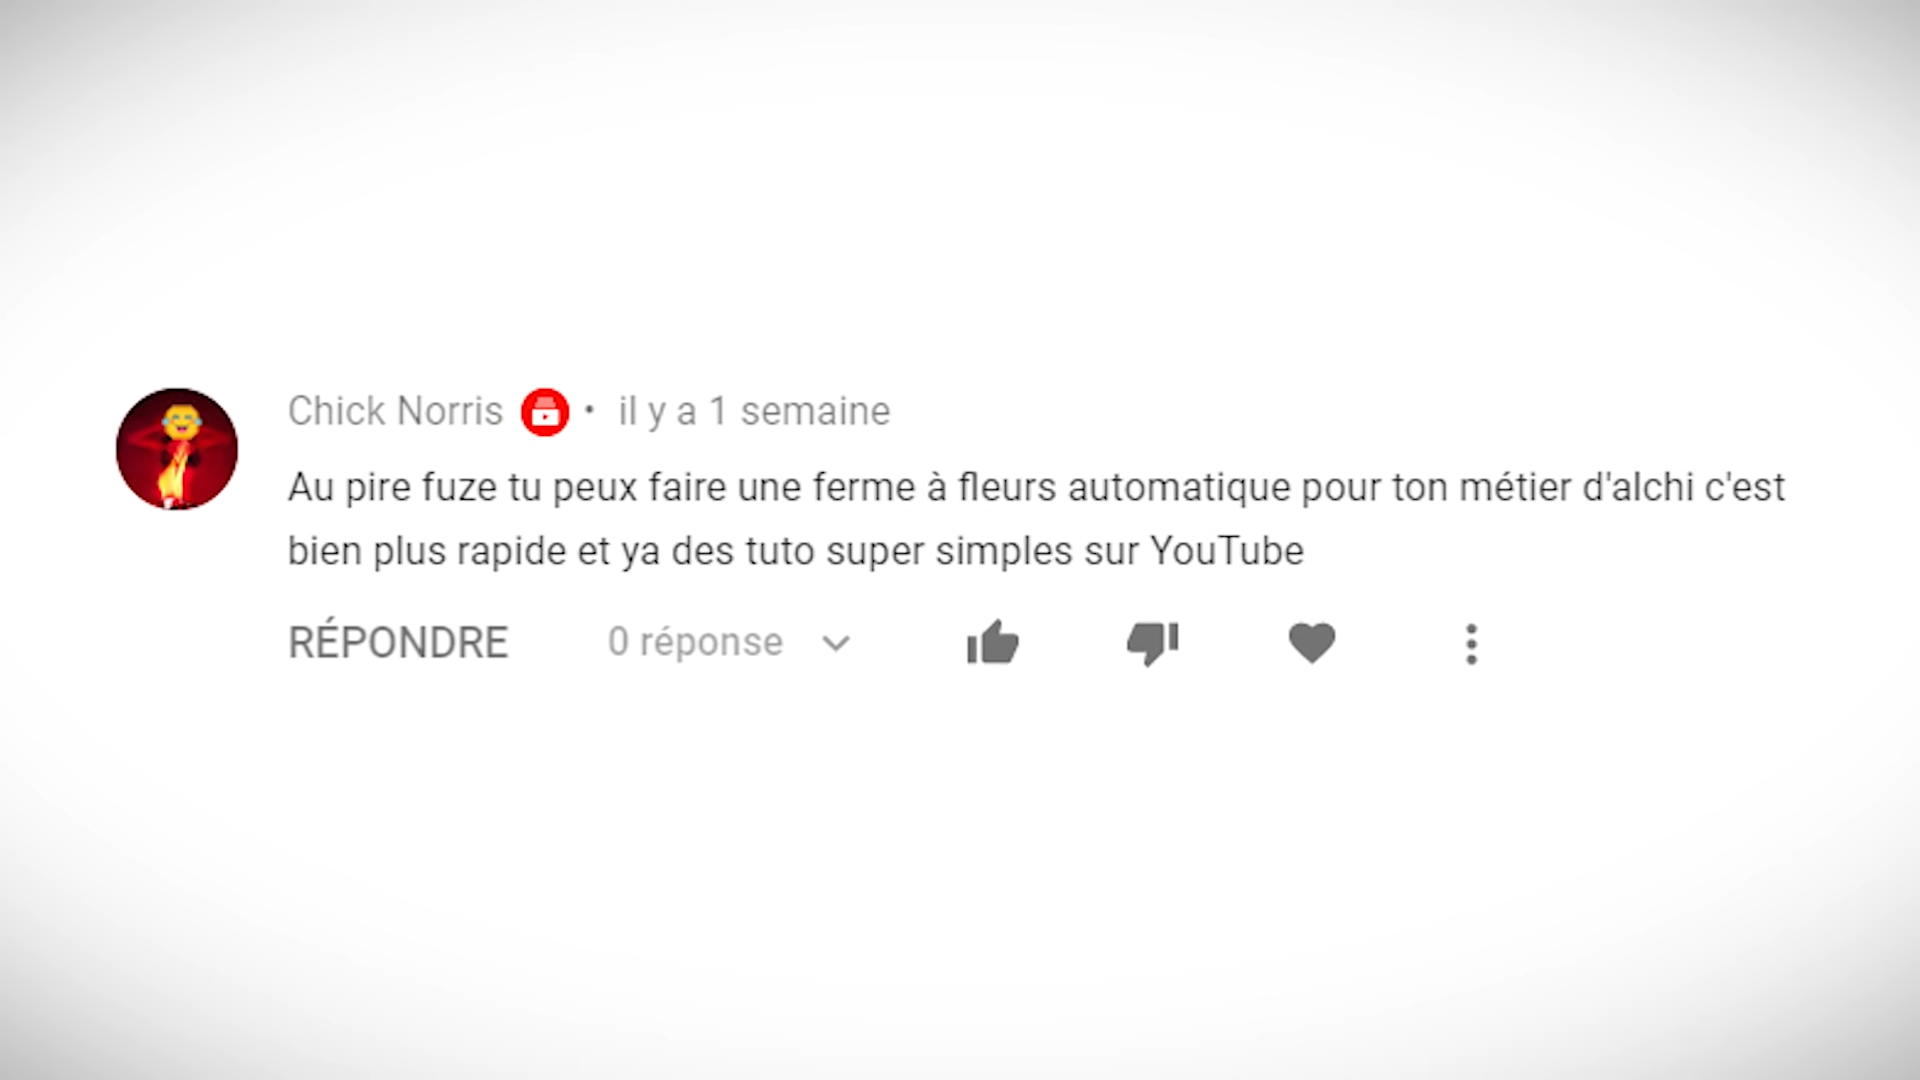 Chick Norris • il y a 1 semaine
Au pire fuze tu peux faire une ferme à fleurs automatique pour ton métier d'alchi c'est
bien plus rapide et ya des tuto super simples sur YouTube
RÉPONDRE 0 réponse